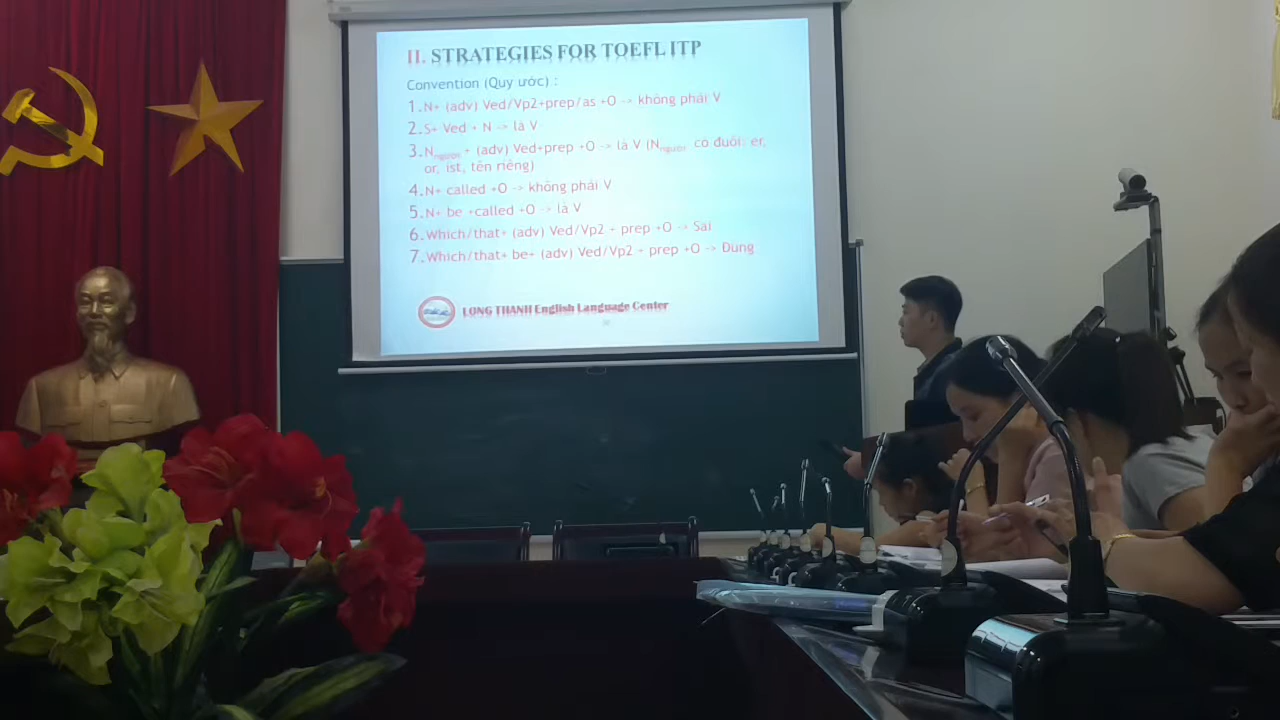 II. STRATEGIES FOR TOEFL ITP
Convention (Quy ước) :
1. N+ (adv) Ved/Vp2+prep/as +O -> không phải V
2. S+ Ved + N -> là V
3. Nngười + (adv) Ved+prep +O -> là V (Nngười có đuôi: er,
or, ist, tên riêng)
4. N+ called +O -> không phải V
5. N+ be +called +O -> là V
6. Which/that+ (adv) Ved/Vp2 + prep +O -> Sai
7. Which/that+ be+ (adv) Ved/Vp2 + prep +O -> Đúng
LONG THANH English Language Center